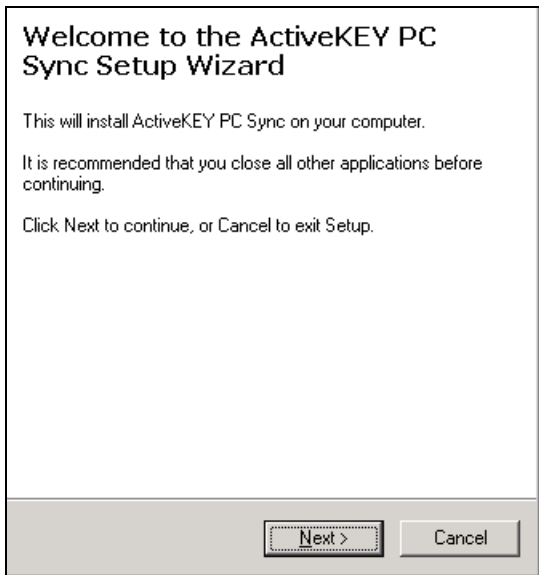 Welcome to the ActiveKEY PC
Sync Setup Wizard
This will install ActiveKEY PC Sync on your computer.
It is recommended that you close all other applications before
continuing.
Click Next to continue, or Cancel to exit Setup.
Next > Cancel